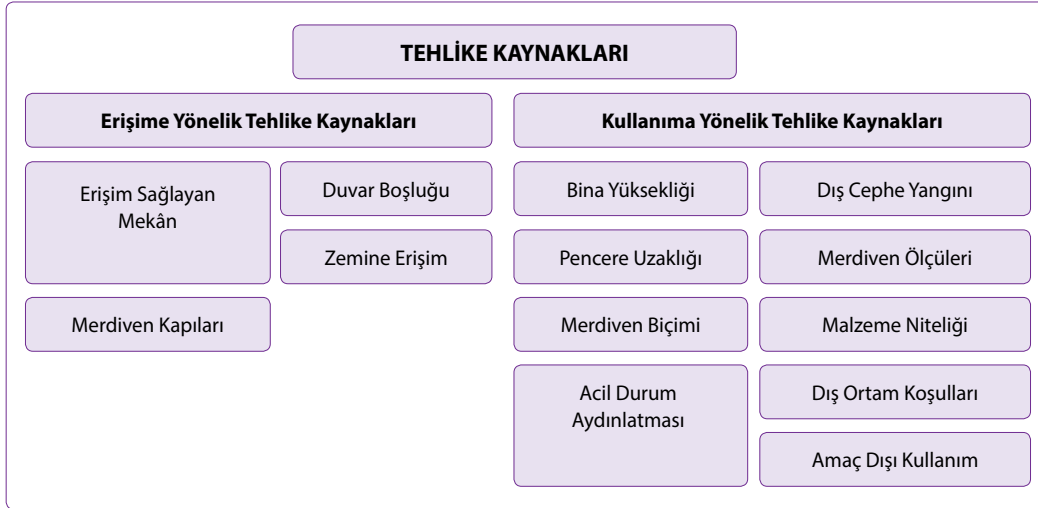 TEHLİKE KAYNAKLARI
Erişime Yönelik Tehlike Kaynakları
Erişim Sağlayan
Mekân
Duvar Boşluğu
Zemine Erişim
Merdiven Kapıları
Kullanıma Yönelik Tehlike Kaynakları
Bina Yüksekliği
Dış Cephe Yangını
Pencere Uzaklığı
Merdiven Ölçüleri
Merdiven Biçimi
Malzeme Niteliği
Acil Durum
Aydınlatması
Dış Ortam Koşulları
Amaç Dışı Kullanım